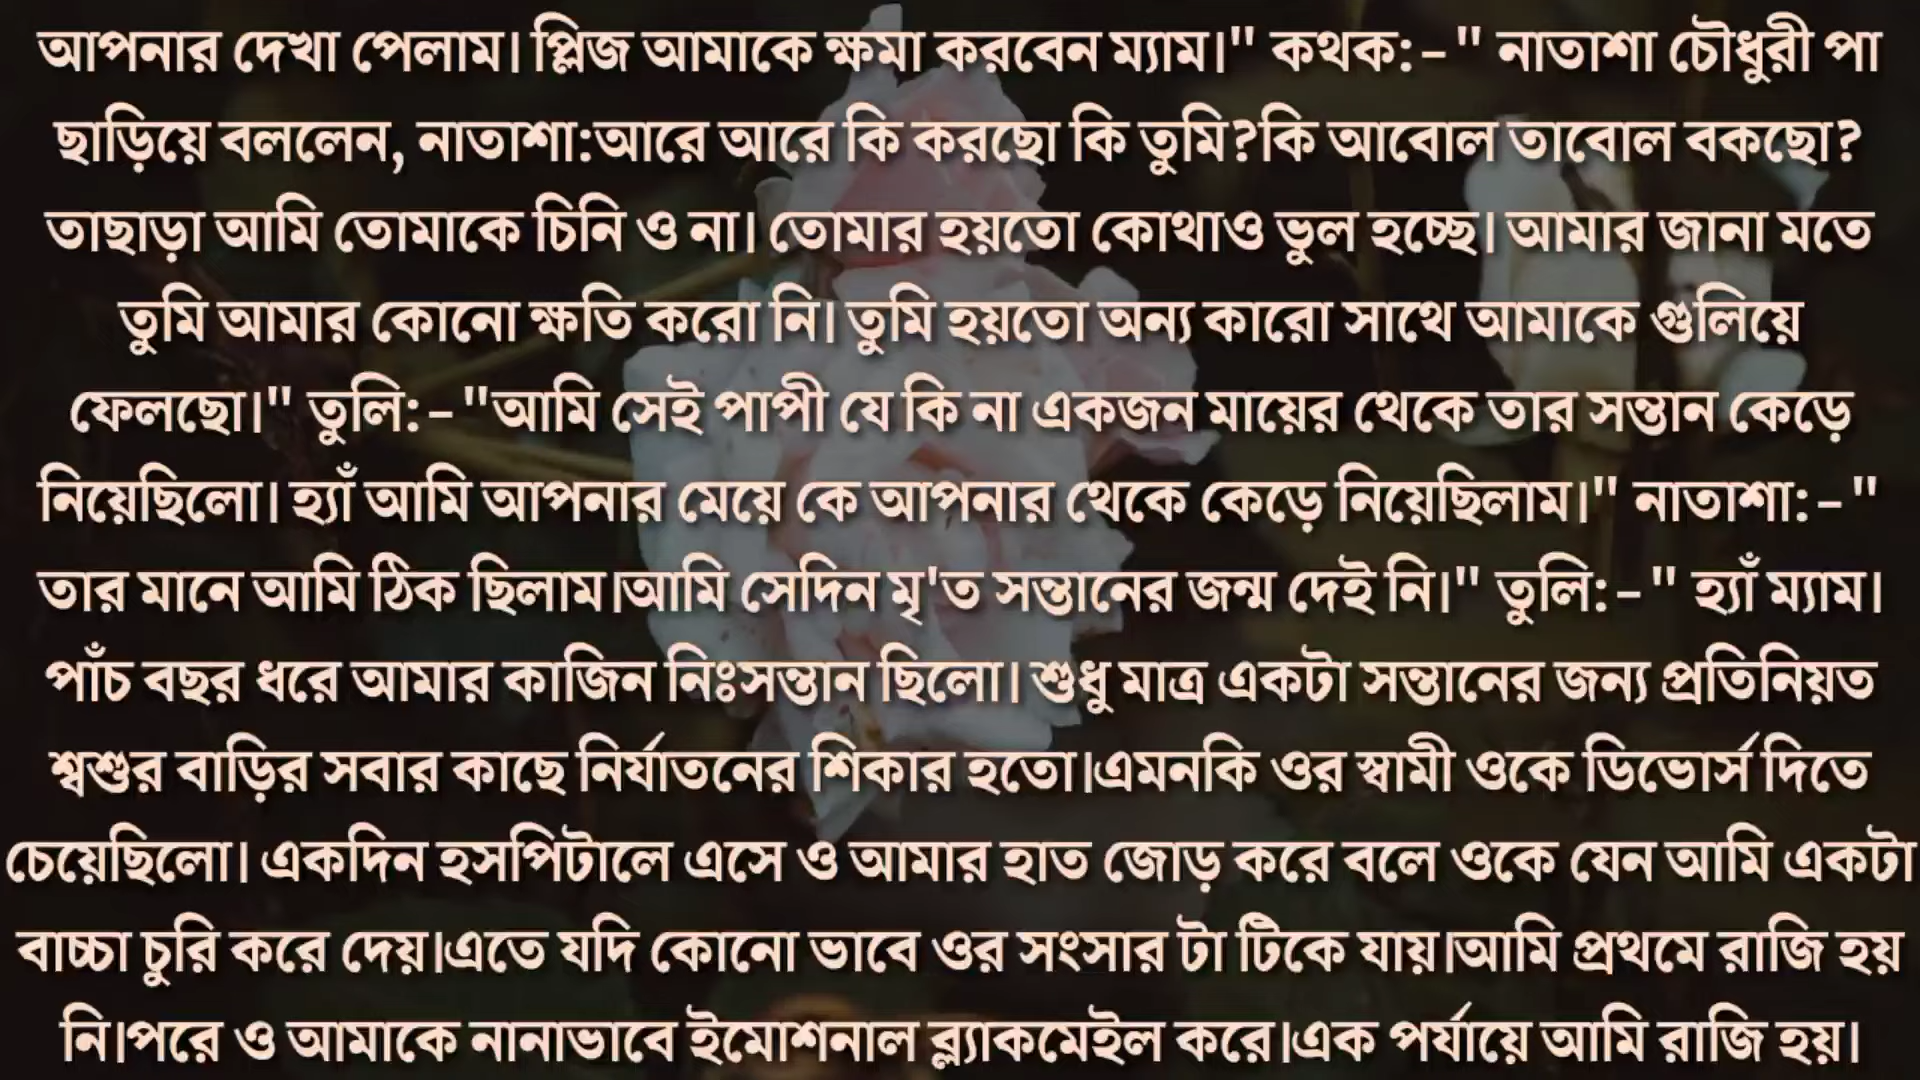 আপনার দেখা পেলাম। প্লিজ আমাকে ক্ষমা করবেন ম্যাম।" কথক:-" নাতাশা চৌধুরী পা
ছাড়িয়ে বললেন, নাতাশা:আরে আরে কি করছো কি তুমি?কি আবোল তাবোল বকছো?
তাছাড়া আমি তোমাকে চিনি ও না। তোমার হয়তো কোথাও ভুল হচ্ছে। আমার জানা মতে
তুমি আমার কোনো ক্ষতি করো নি। তুমি হয়তো অন্য কারো সাথে আমাকে গুলিয়ে
ফেলছো।" তুলি:-"আমি সেই পাপী যে কি না একজন মায়ের থেকে তার সন্তান কেড়ে
নিয়েছিলো। হ্যাঁ আমি আপনার মেয়ে কে আপনার থেকে কেড়ে নিয়েছিলাম।" নাতাশা:-"
তার মানে আমি ঠিক ছিলাম।আমি সেদিন মৃ'ত সন্তানের জন্ম দেই নি।" তুলি:-" হ্যাঁ ম্যাম।
পাঁচ বছর ধরে আমার কাজিন নিঃসন্তান ছিলো। শুধু মাত্র একটা সন্তানের জন্য প্রতিনিয়ত
শ্বশুর বাড়ির সবার কাছে নির্যাতনের শিকার হতো।এমনকি ওর স্বামী ওকে ডিভোর্স দিতে
চেয়েছিলো। একদিন হসপিটালে এসে ও আমার হাত জোড় করে বলে ওকে যেন আমি একটা
বাচ্চা চুরি করে দেয়।এতে যদি কোনো ভাবে ওর সংসার টা টিকে যায়।আমি প্রথমে রাজি হয়
নি।পরে ও আমাকে নানাভাবে ইমোশনাল ব্ল্যাকমেইল করে।এক পর্যায়ে আমি রাজি হয়।